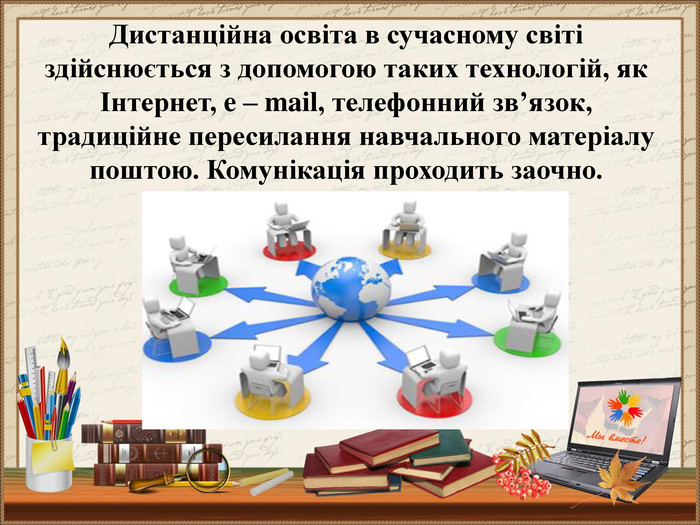 Дистанційна освіта в сучасному світі
здійснюється з допомогою таких технологій, як
Інтернет, e – mail, телефонний зв’язок,
традиційне пересилання навчального матеріалу
поштою. Комунікація проходить заочно.
Мы вместе!